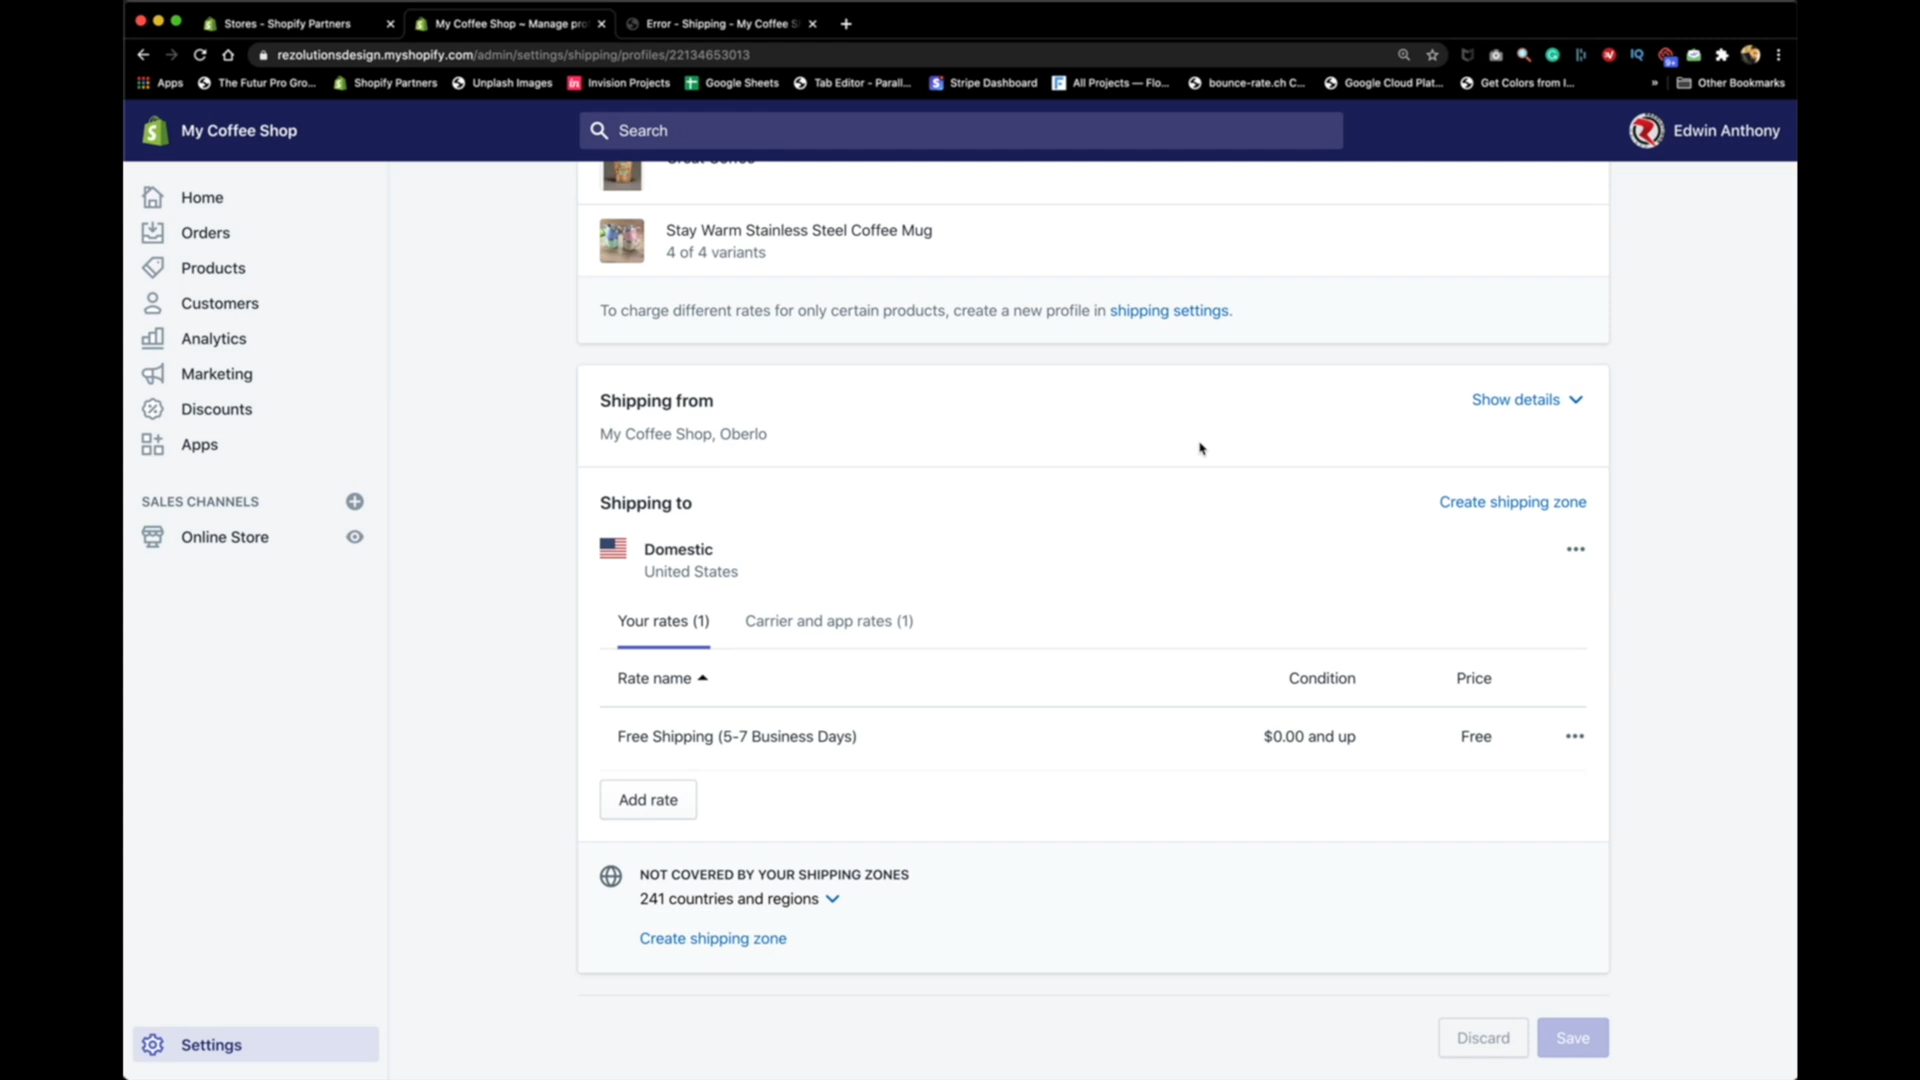 Stores - Shopify Partners
My Coffee Shop ~ Manage pro
Error - Shipping - My Coffee S
rezolutionsdesign.myshopify.com/admin/settings/shipping/profiles/22134653013
IQ
9+
Apps
The Futur Pro Gro...
Shopify Partners
Unplash Images
in
Invision Projects
Google Sheets
Tab Editor - Parall...
S
Stripe Dashboard
F
All Projects — Flo...
bounce-rate.ch C...
Google Cloud Plat...
Get Colors from I...
»
Other Bookmarks
My Coffee Shop
Search
Edwin Anthony
Home
Orders
Products
Customers
Analytics
Marketing
Discounts
Apps
SALES CHANNELS
Online Store
Settings
Stay Warm Stainless Steel Coffee Mug
4 of 4 variants
To charge different rates for only certain products, create a new profile in shipping settings.
Shipping from
Show details
My Coffee Shop, Oberlo
Shipping to
Create shipping zone
Domestic
United States
Your rates (1)
Carrier and app rates (1)
Rate name
Condition
Price
Free Shipping (5-7 Business Days)
$0.00 and up
Free
Add rate
NOT COVERED BY YOUR SHIPPING ZONES
241 countries and regions
Create shipping zone
Discard
Save